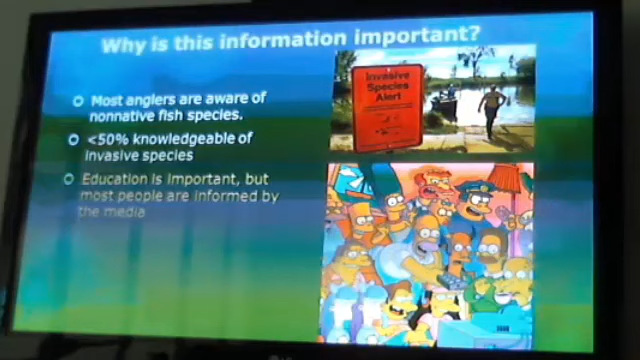 Why is this information important?
Most anglers are aware of
nonnative fish species.
<50% knowledgeable of
invasive species
Education is important, but
most people are informed by
the media
Invasive
Species
Alert